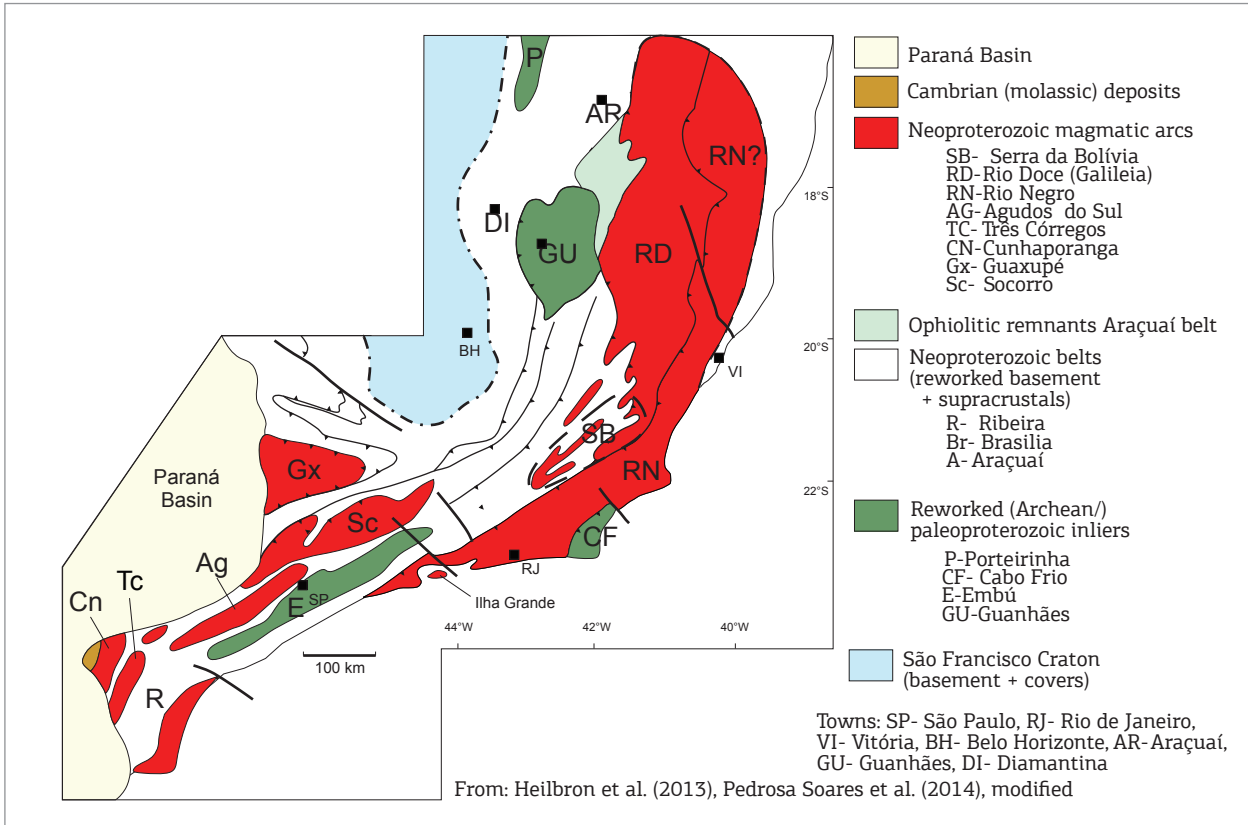 P
AR
RN?
18°S
DI
GU
RD
BH
20°S
VI
SB
Gx
RN
22°S
Paraná
Basin
Sc
CF
Ag
RJ
Tc
E SP
Ilha Grande
Cn
44°W
42°W
40°W
100 km
R
Paraná Basin
Cambrian (molassic) deposits
Neoproterozoic magmatic arcs
SB- Serra da Bolívia
RD-Rio Doce (Galileia)
RN-Rio Negro
AG-Agudos do Sul
TC- Três Córregos
CN-Cunhaporanga
Gx- Guaxupé
Sc- Socorro
Ophiolitic remnants Araçuaí belt
Neoproterozoic belts
(reworked basement
+ supracrustals)
R- Ribeira
Br- Brasilia
A- Araçuaí
Reworked (Archean/)
paleoproterozoic inliers
P-Porteirinha
CF- Cabo Frio
E-Embú
GU-Guanhães
São Francisco Craton
(basement + covers)
Towns: SP- São Paulo, RJ- Rio de Janeiro,
VI- Vitória, BH- Belo Horizonte, AR-Araçuaí,
GU- Guanhães, DI- Diamantina
From: Heilbron et al. (2013), Pedrosa Soares et al. (2014), modified